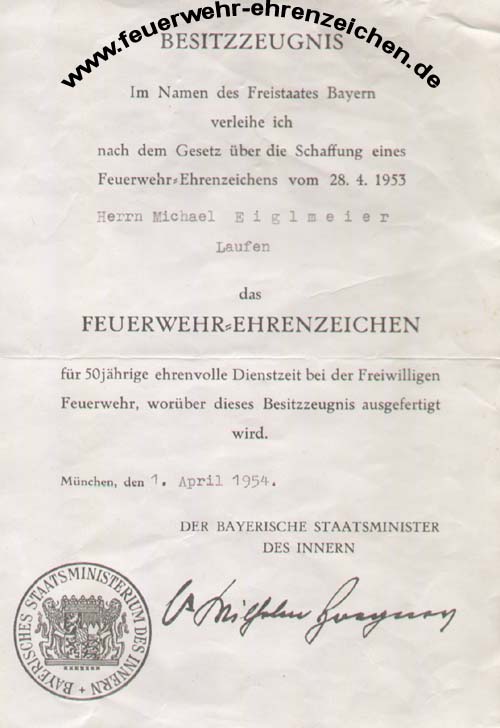 www.feuerwehr-ehrenzeichen.de
BESITZZEUGNIS
Im Namen des Freistaates Bayern
verleihe ich
nach dem Gesetz über die Schaffung eines
Feuerwehr=Ehrenzeichens vom 28. 4. 1953
Herrn Michael E i g l m e i e r
Laufen
das
FEUERWEHR=EHRENZEICHEN
für 50jährige ehrenvolle Dienstzeit bei der Freiwilligen
Feuerwehr, worüber dieses Besitzzeugnis ausgefertigt
wird.
München, den 1. April 1954.
DER BAYERISCHE STAATSMINISTER
DES INNERN
Wilhelm Hoegner
BAYERISCHES STAATSMINISTERIUM DES INNERN